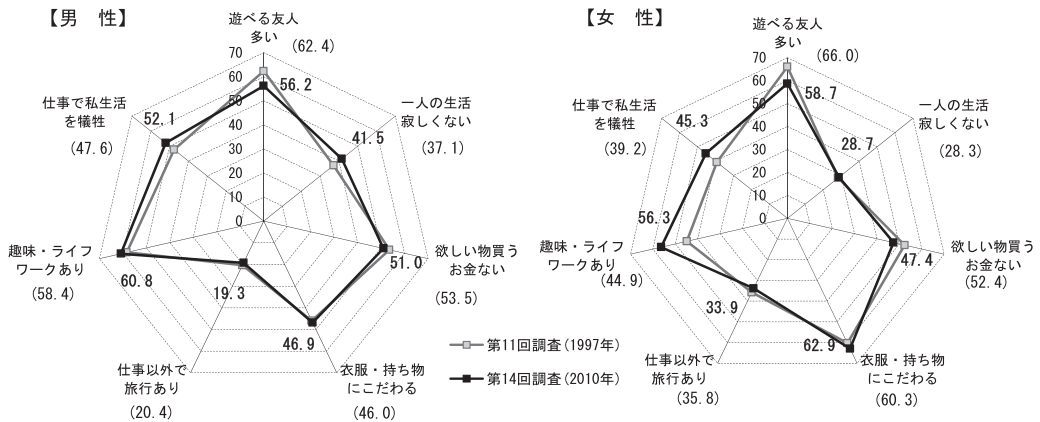 【男　性】
遊べる友人
多い
(62.4)
70
60
50
40
30
20
10
0
56.2
一人の生活
寂しくない
(37.1)
41.5
欲しい物買う
お金ない
(53.5)
51.0
衣服・持ち物
にこだわる
(46.0)
46.9
仕事以外で
旅行あり
(20.4)
19.3
趣味・ライフ
ワークあり
(58.4)
60.8
仕事で私生活
を犠牲
(47.6)
52.1
第11回調査(1997年)
第14回調査(2010年)
【女　性】
遊べる友人
多い
(66.0)
70
60
50
40
30
20
10
0
58.7
一人の生活
寂しくない
(28.3)
28.7
欲しい物買う
お金ない
(52.4)
47.4
衣服・持ち物
にこだわる
(60.3)
62.9
仕事以外で
旅行あり
(35.8)
33.9
趣味・ライフ
ワークあり
(44.9)
56.3
仕事で私生活
を犠牲
(39.2)
45.3